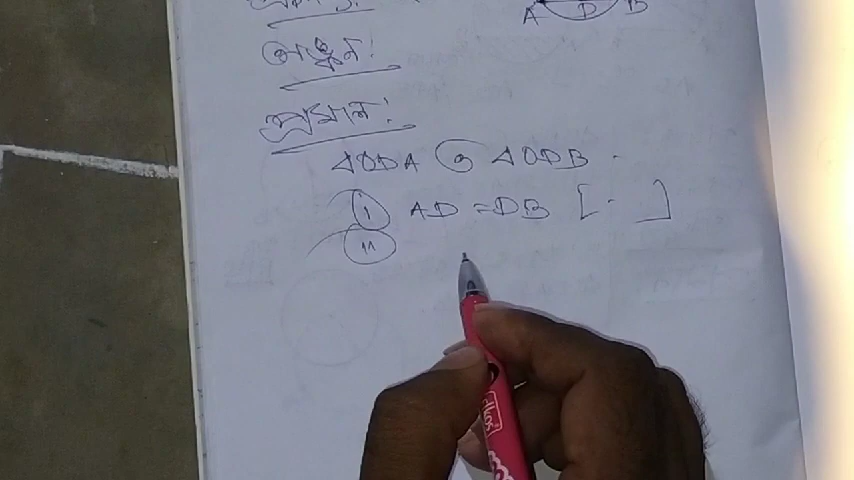 A D B
অঙ্কন:
প্রমাণ:
△ODA ও △ODB
(i) AD = DB [ ]
(ii)